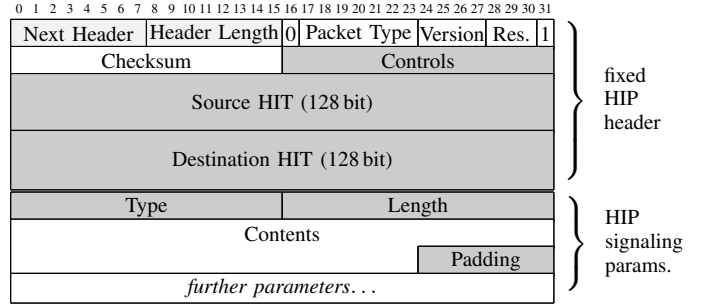 0 1 2 3 4 5 6 7 8 9 10 11 12 13 14 15 16 17 18 19 20 21 22 23 24 25 26 27 28 29 30 31
Next Header Header Length 0 Packet Type Version Res. 1
Checksum Controls
Source HIT (128 bit)
Destination HIT (128 bit)
fixed
HIP
header
Type Length
Contents
Padding
further parameters...
HIP
signaling
params.